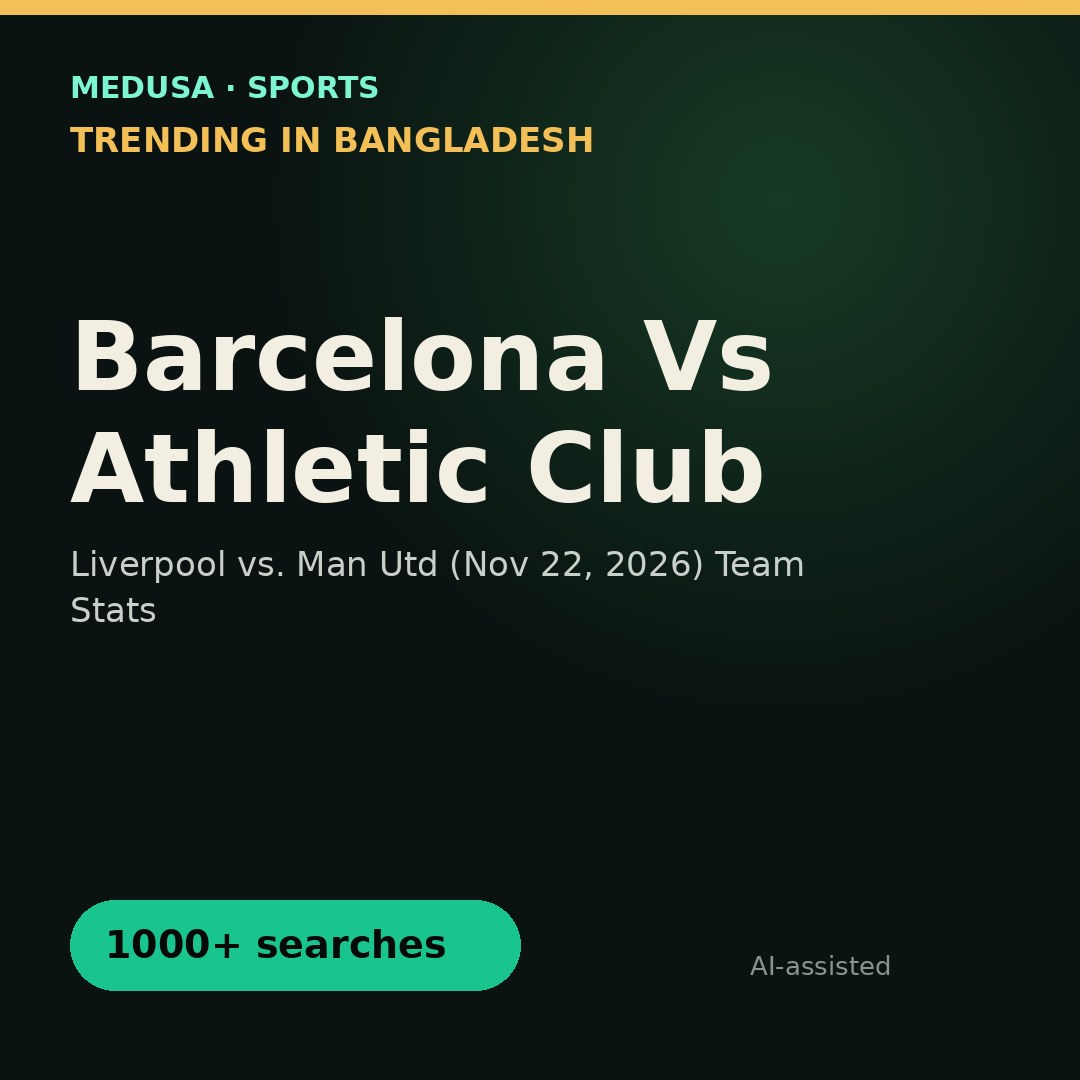 MEDUSA · SPORTS
TRENDING IN BANGLADESH
Barcelona Vs
Athletic Club
Liverpool vs. Man Utd (Nov 22, 2026) Team
Stats
1000+ searches
AI-assisted